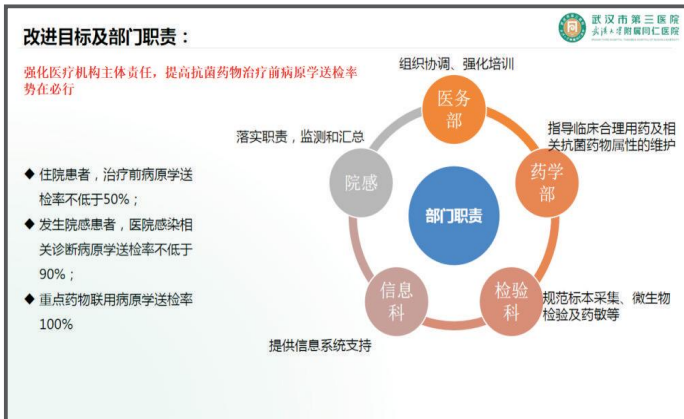 改进目标及部门职责：
武汉市第三医院
武汉大学附属同仁医院
强化医疗机构主体责任，提高抗菌药物治疗前病原学送检率
势在必行
组织协调、强化培训
医务
部
落实职责，监测和汇总
院感
指导临床合理用药及相
关抗菌药物属性的维护
药学
部
部门职责
◆ 住院患者，治疗前病原学送
检率不低于50%；
◆ 发生院感患者，医院感染相
关诊断病原学送检率不低于
90%；
◆ 重点药物联用病原学送检率
100%
信息
科
提供信息系统支持
检验
科
规范标本采集、微生物
检验及药敏等